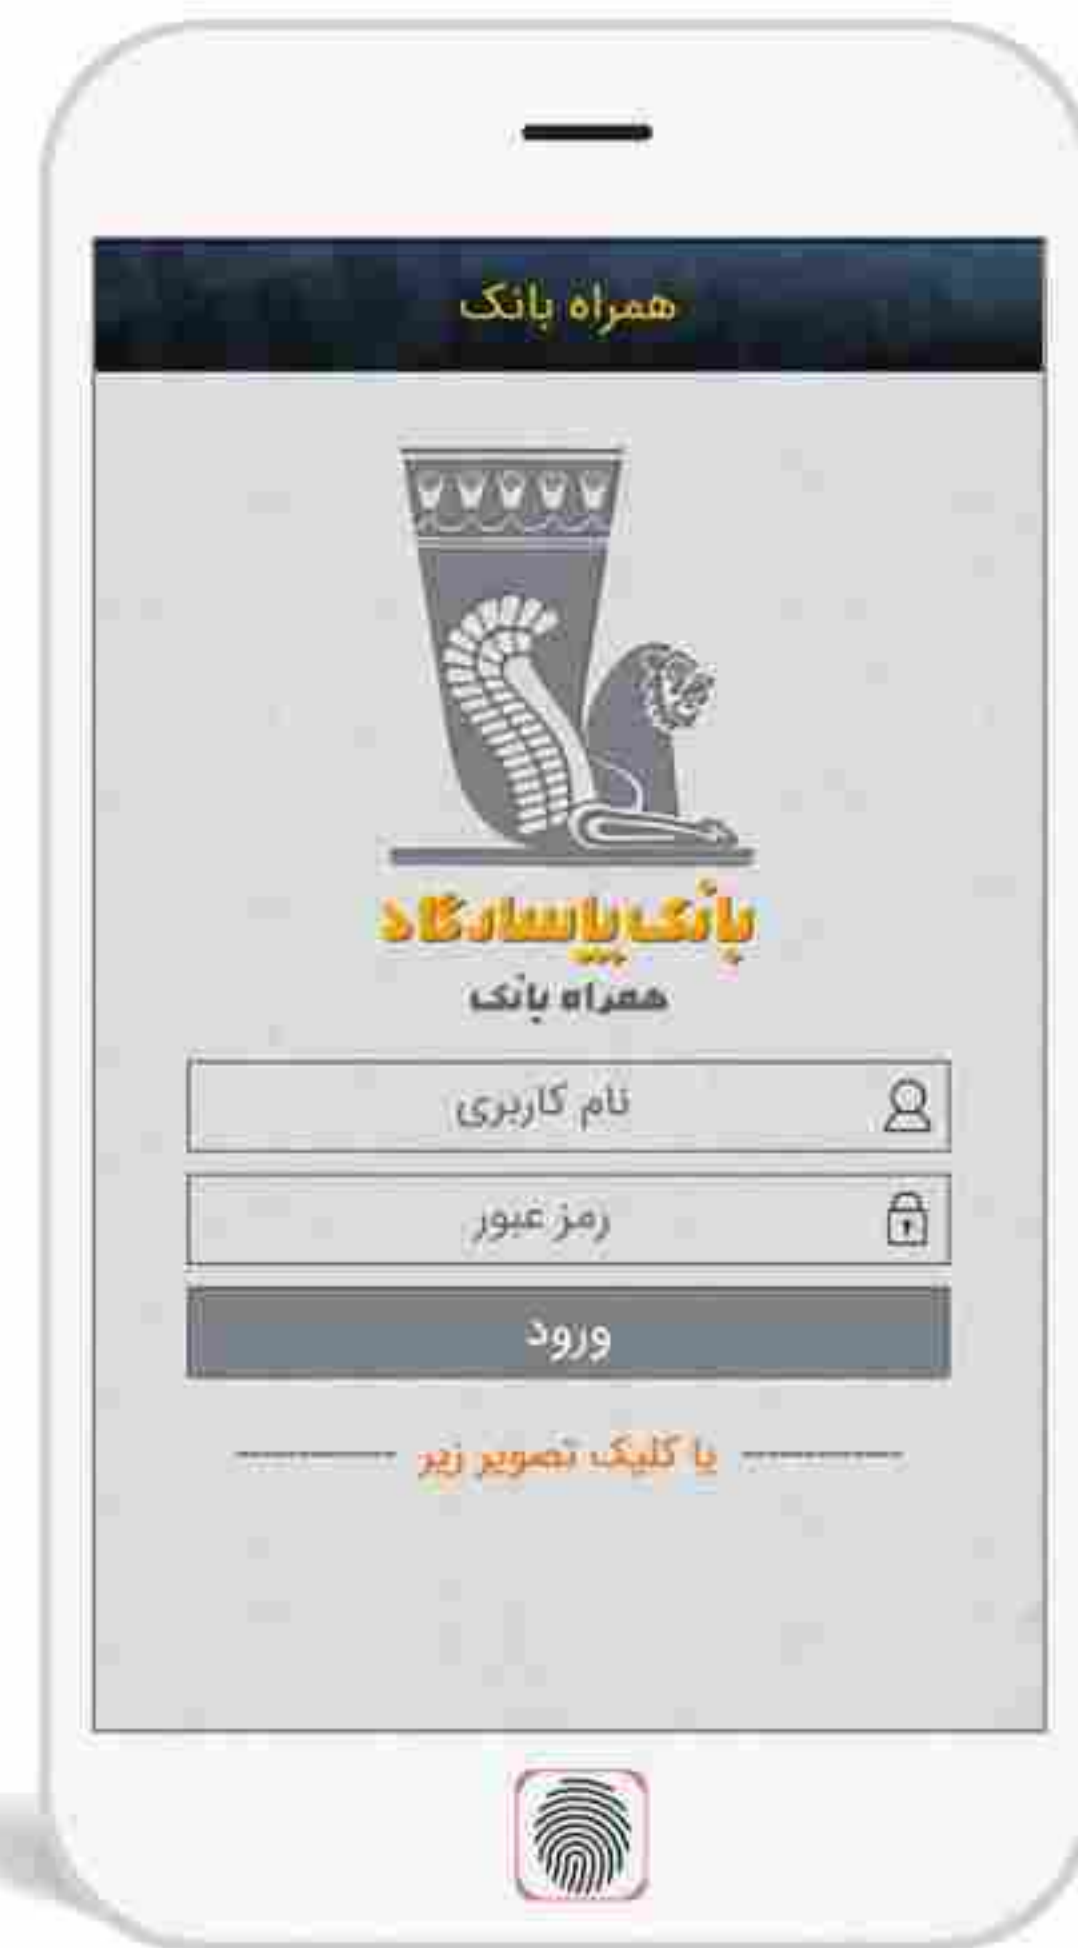 همراه بانک
بانک پاسارگاد
همراه بانک
نام کاربری
رمز عبور
ورود
یا کلیک تصویر زیر